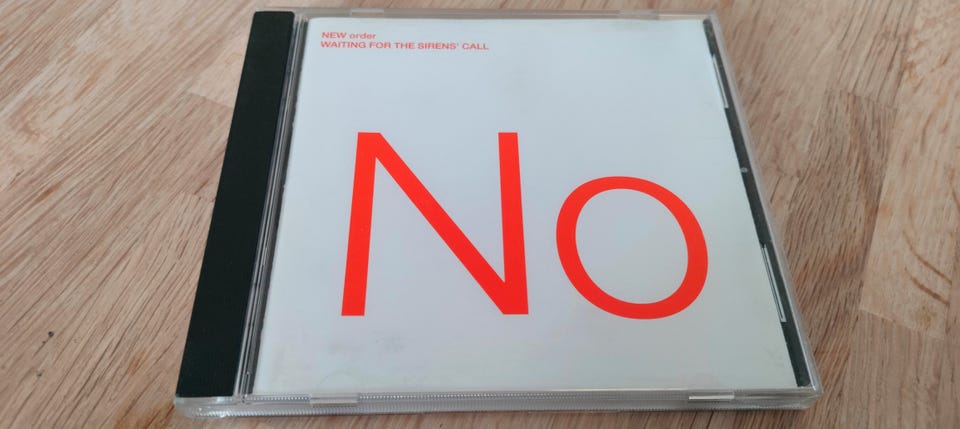 NEW order
WAITING FOR THE SIRENS' CALL
No